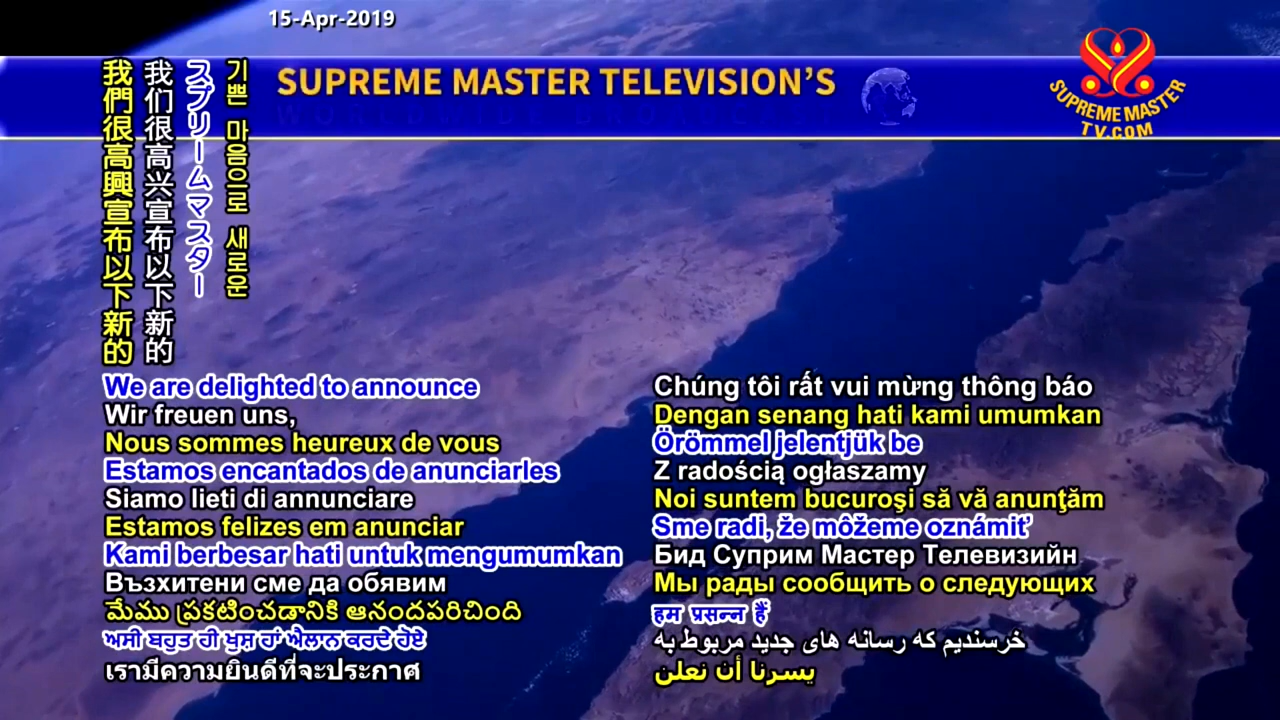 15-Apr-2019
SUPREME MASTER TELEVISION'S
WORLDWIDE BROADCAST
SUPREME MASTER
TV.COM
我們很高興宣布以下新的
我们很高兴宣布以下新的
スプリームマスター
기쁜 마음으로 새로운
We are delighted to announce
Wir freuen uns,
Nous sommes heureux de vous
Estamos encantados de anunciarles
Siamo lieti di annunciare
Estamos felizes em anunciar
Kami berbesar hati untuk mengumumkan
Възхитени сме да обявим
మేము ప్రకటించడానికి ఆనందపరిచింది
ਅਸੀ ਬਹੁਤ ਹੀ ਖੁਸ਼ ਹਾਂ ਐਲਾਨ ਕਰਦੇ ਹੋਏ
เรามีความยินดีที่จะประกาศ
Chúng tôi rất vui mừng thông báo
Dengan senang hati kami umumkan
Örömmel jelentjük be
Z radością ogłaszamy
Noi suntem bucuroşi să vă anunţăm
Sme radi, že môžeme oznámiť
Бид Суприм Мастер Телевизийн
Мы рады сообщить о следующих
हम प्रसन्न हैं
خرسندیم که رسانه های جدید مربوط به
يسرنا أن نعلن